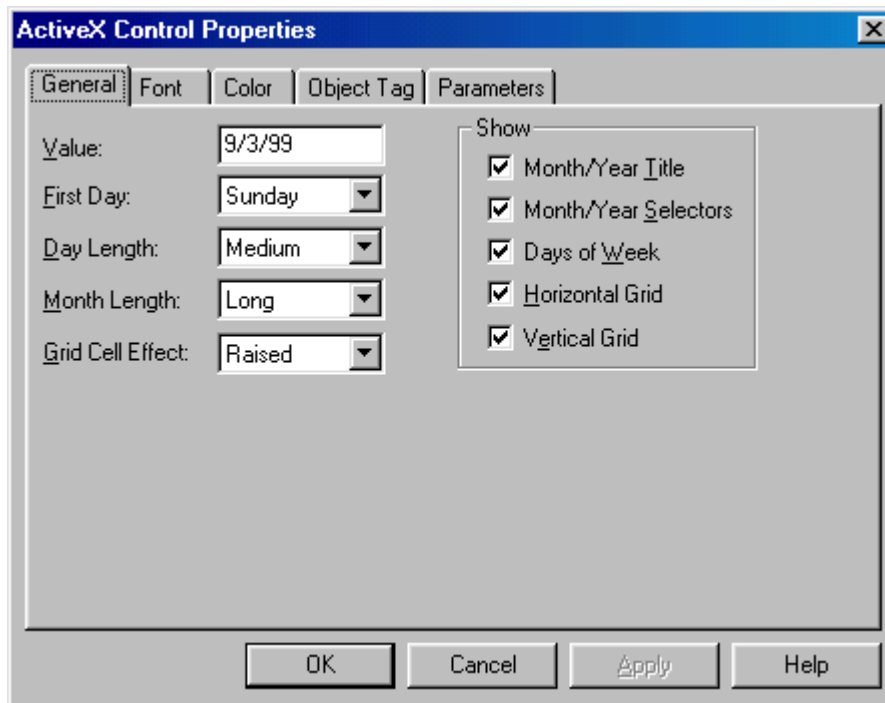 ActiveX Control Properties
General Font Color Object Tag Parameters
Value: 9/3/99
First Day: Sunday
Day Length: Medium
Month Length: Long
Grid Cell Effect: Raised
Show
Month/Year Title
Month/Year Selectors
Days of Week
Horizontal Grid
Vertical Grid
OK Cancel Apply Help